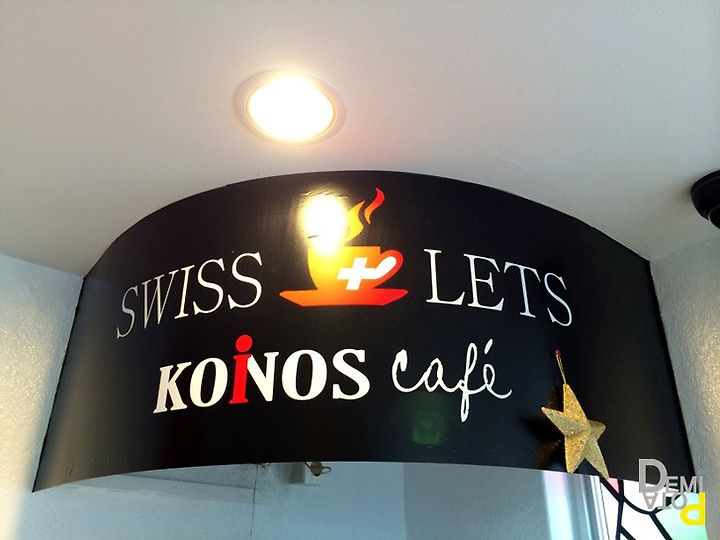 SWISS LETS
KOiNOS café
DEMI